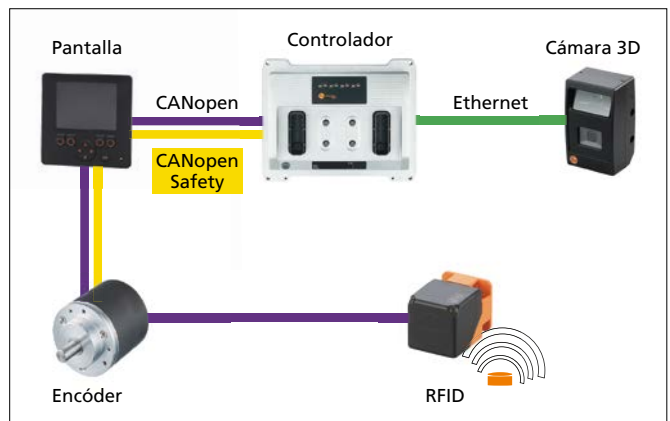 Pantalla
Controlador
Cámara 3D
CANopen
Ethernet
CANopen
Safety
Encóder
RFID